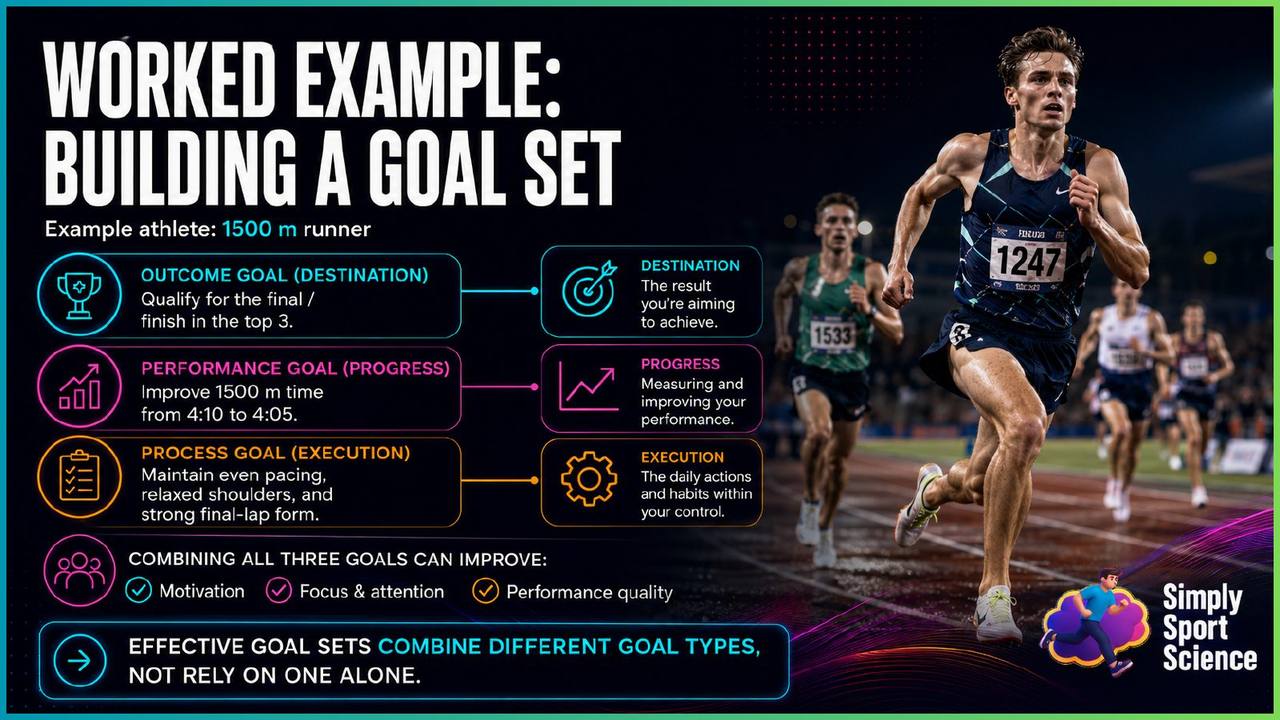 WORKED EXAMPLE:
BUILDING A GOAL SET
Example athlete: 1500 m runner
OUTCOME GOAL (DESTINATION)
Qualify for the final /
finish in the top 3.
DESTINATION
The result
you're aiming
to achieve.
PERFORMANCE GOAL (PROGRESS)
Improve 1500 m time
from 4:10 to 4:05.
PROGRESS
Measuring and
improving your
performance.
PROCESS GOAL (EXECUTION)
Maintain even pacing,
relaxed shoulders, and
strong final-lap form.
EXECUTION
The daily actions
and habits within
your control.
COMBINING ALL THREE GOALS CAN IMPROVE:
Motivation Focus & attention Performance quality
EFFECTIVE GOAL SETS COMBINE DIFFERENT GOAL TYPES,
NOT RELY ON ONE ALONE.
1247
1533
Simply
Sport
Science